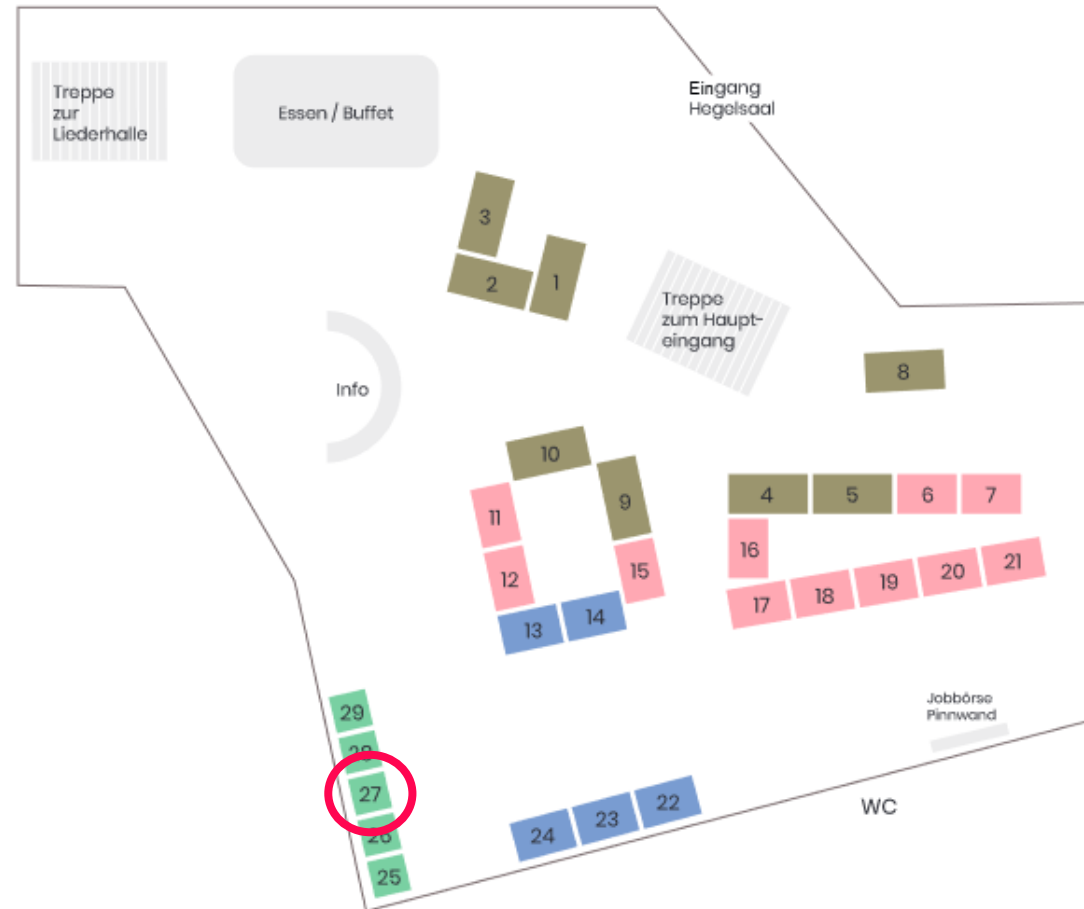 Treppe
zur
Liederhalle
Essen / Buffet
Eingang
Hegelsaal
3
2
1
Treppe
zum Haupt-
eingang
Info
8
10
9
11
12
15
13
14
4
5
6
7
16
17
18
19
20
21
29
28
27
26
25
24
23
22
Jobbörse
Pinnwand
WC